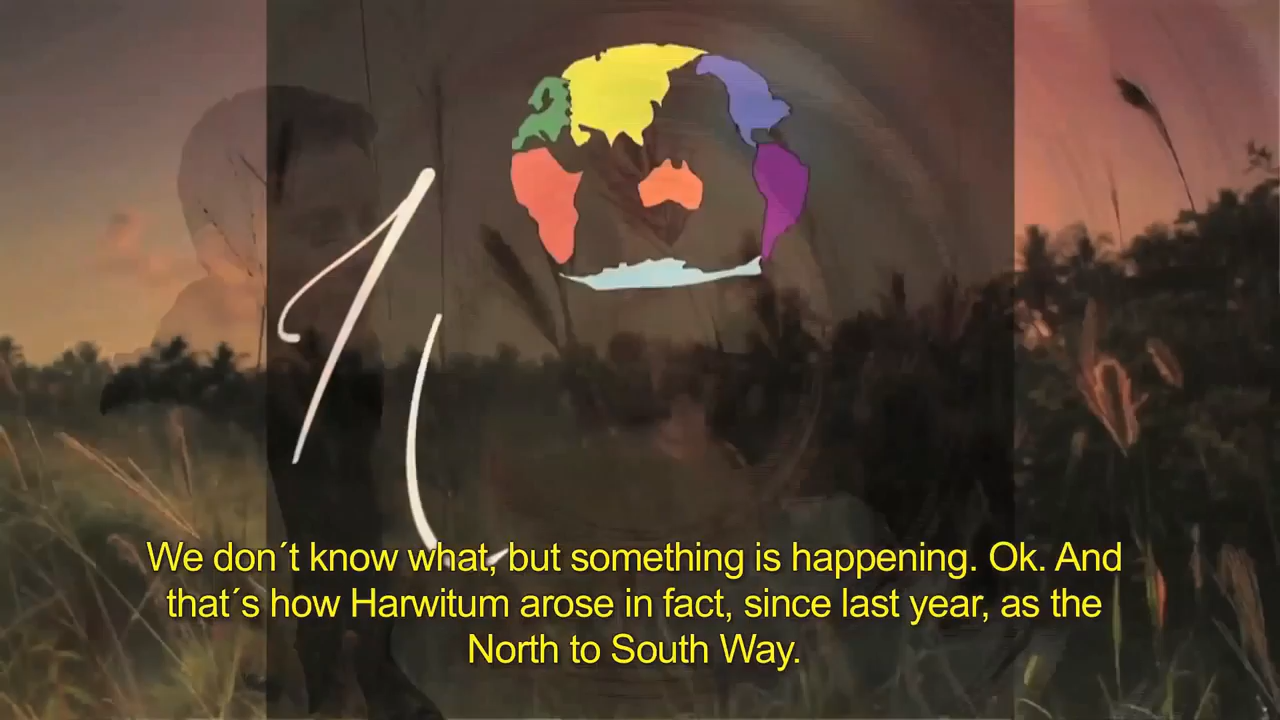 We don´t know what, but something is happening. Ok. And
that´s how Harwitum arose in fact, since last year, as the
North to South Way.